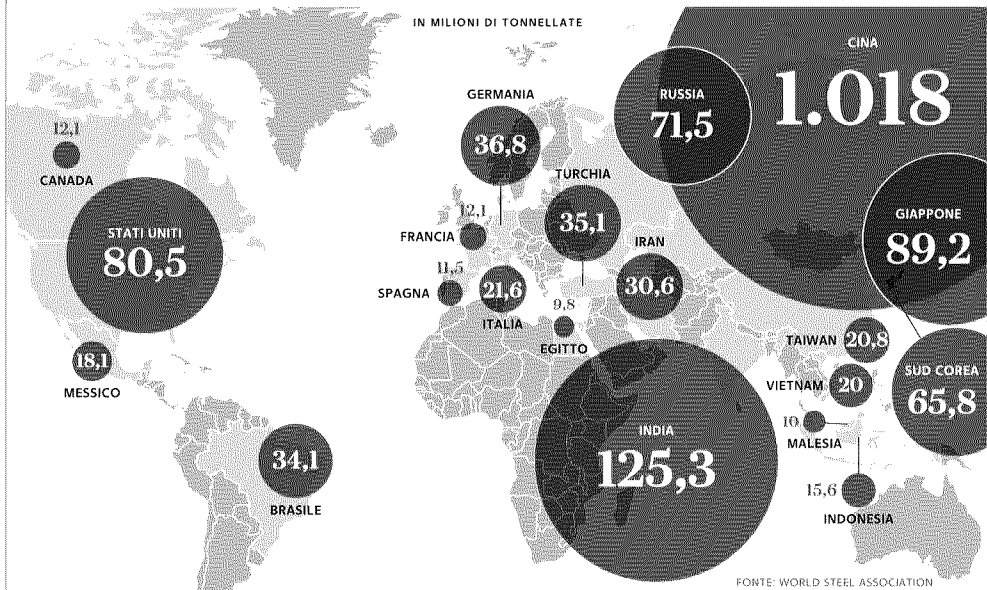 IN MILIONI DI TONNELLATE
CINA
1.018
RUSSIA
71,5
GERMANIA
36,8
12,1
CANADA
TURCHIA
35,1
STATI UNITI
80,5
12,1
FRANCIA
GIAPPONE
89,2
IRAN
30,6
11,5
SPAGNA
21,6
ITALIA
9,8
EGITTO
TAIWAN 20,8
18,1
MESSICO
VIETNAM 20
SUD COREA
65,8
10
MALESIA
INDIA
125,3
34,1
BRASILE
15,6
INDONESIA
FONTE: WORLD STEEL ASSOCIATION